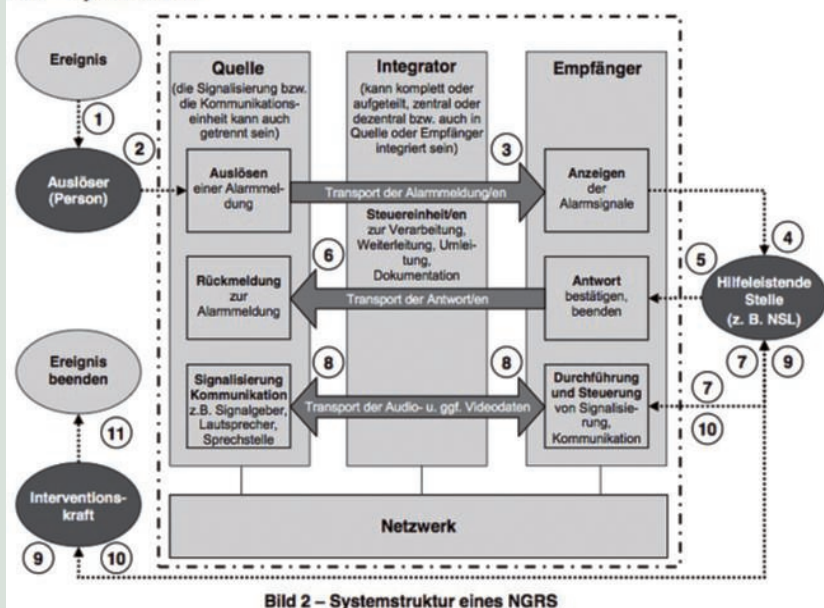 Ereignis
1
2
Auslöser
(Person)
Quelle
(die Signalisierung bzw.
die Kommunikations-
einheit kann auch
getrennt sein)
Integrator
(kann komplett oder
aufgeteilt, zentral oder
dezentral bzw. auch in
Quelle oder Empfänger
integriert sein)
Empfänger
3
Auslösen
einer Alarmmel-
dung
Transport der Alarmmeldung/en
Anzeigen
der
Alarmsignale
4
Steuereinheit/en
zur Verarbeitung,
Weiterleitung, Umlei-
tung,
Dokumentation
5
6
Rückmeldung
zur
Alarmmeldung
Transport der Antwort/en
Antwort
bestätigen,
beenden
Hilfeleistende
Stelle
(z. B. NSL)
7
9
Ereignis
beenden
8
8
Signalisierung
Kommunikation
z.B. Signalgeber,
Lautsprecher,
Sprechstelle
Transport der Audio- u. ggf. Videodaten
Durchführung
und Steuerung
von Signalisie-
rung,
Kommunikation
7
10
11
Interventions-
kraft
9
10
Netzwerk
Bild 2 – Systemstruktur eines NGRS